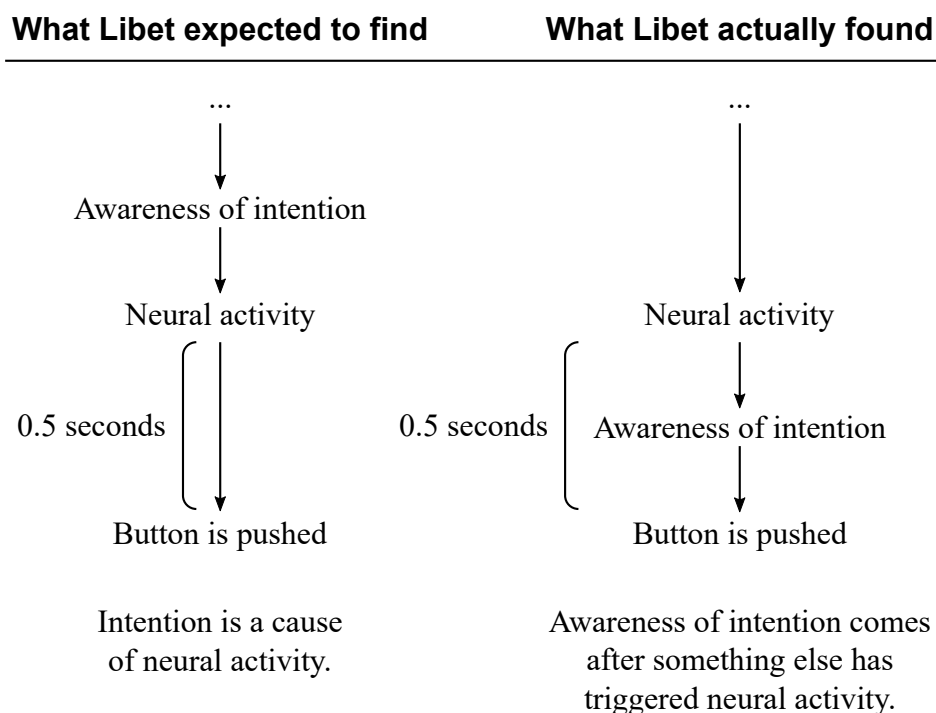 What Libet expected to find
...
Awareness of intention
Neural activity
0.5 seconds
Button is pushed
Intention is a cause
of neural activity.
What Libet actually found
...
Neural activity
0.5 seconds
Awareness of intention
Button is pushed
Awareness of intention comes
after something else has
triggered neural activity.